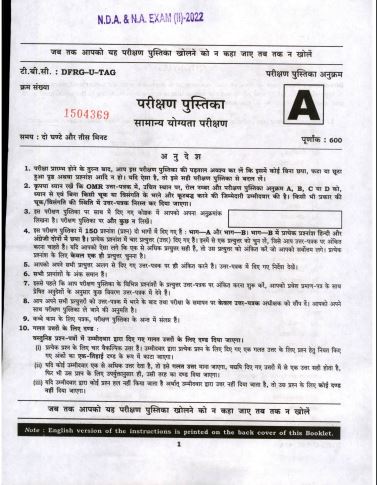 N.D.A. & N.A. EXAM (II)-2022
जब तक आपको यह परीक्षण पुस्तिका खोलने को न कहा जाए तब तक न खोलें
टी.बी.सी. : DFRG-U-TAG
परीक्षण पुस्तिका अनुक्रम
क्रम संख्या
1504369
परीक्षण पुस्तिका
सामान्य योग्यता परीक्षण
A
समय : दो घण्टे और तीस मिनट
पूर्णांक : 600
अनुदेश
1. परीक्षा प्रारम्भ होने के तुरन्त बाद, आप इस परीक्षण पुस्तिका की पड़ताल अवश्य कर लें कि इसमें कोई बिना छपा, फटा या छूटा
हुआ पृष्ठ अथवा प्रश्नांश आदि न हो। यदि ऐसा है, तो इसे सही परीक्षण पुस्तिका से बदल लें।
2. कृपया ध्यान रखें कि OMR उत्तर-पत्रक में, उचित स्थान पर, रोल नम्बर और परीक्षण पुस्तिका अनुक्रम A, B, C या D को,
ध्यान से एवं बिना किसी चूक या विसंगति के भरने और कूटबद्ध करने की जिम्मेदारी उम्मीदवार की है। किसी भी प्रकार की
चूक/विसंगति की स्थिति में उत्तर-पत्रक निरस्त कर दिया जाएगा।
3. इस परीक्षण पुस्तिका पर साथ में दिए गए कोष्ठक में आपको अपना अनुक्रमांक
लिखना है। परीक्षण पुस्तिका पर और कुछ न लिखें।
4. इस परीक्षण पुस्तिका में 150 प्रश्नांश (प्रश्न) दो भागों में दिए गए हैं : भाग—A और भाग—B। भाग—B में प्रत्येक प्रश्नांश हिन्दी और
अंग्रेजी दोनों में छपा है। प्रत्येक प्रश्नांश में चार प्रत्युत्तर (उत्तर) दिए गए हैं। इनमें से एक प्रत्युत्तर को चुन लें, जिसे आप उत्तर-पत्रक पर अंकित
करना चाहते हैं। यदि आपको ऐसा लगे कि एक से अधिक प्रत्युत्तर सही हैं, तो उस प्रत्युत्तर को अंकित करें जो आपको सर्वोत्तम लगे। प्रत्येक
प्रश्नांश के लिए केवल एक ही प्रत्युत्तर चुनना है।
5. आपको अपने सभी प्रत्युत्तर अलग से दिए गए उत्तर-पत्रक पर ही अंकित करने हैं। उत्तर-पत्रक में दिए गए निर्देश देखें।
6. सभी प्रश्नांशों के अंक समान हैं।
7. इससे पहले कि आप परीक्षण पुस्तिका के विभिन्न प्रश्नांशों के प्रत्युत्तर उत्तर-पत्रक पर अंकित करना शुरू करें, आपको प्रवेश प्रमाण-पत्र के साथ
प्रेषित अनुदेशों के अनुसार कुछ विवरण उत्तर-पत्रक में देने हैं।
8. आप अपने सभी प्रत्युत्तरों को उत्तर-पत्रक में भरने के बाद तथा परीक्षा के समापन पर केवल उत्तर-पत्रक अधीक्षक को सौंप दें। आपको अपने
साथ परीक्षण पुस्तिका ले जाने की अनुमति है।
9. कच्चे काम के लिए पत्रक, परीक्षण पुस्तिका के अन्त में संलग्न हैं।
10. गलत उत्तरों के लिए दण्ड :
वस्तुनिष्ठ प्रश्न-पत्रों में उम्मीदवार द्वारा दिए गए गलत उत्तरों के लिए दण्ड दिया जाएगा।
(i) प्रत्येक प्रश्न के लिए चार वैकल्पिक उत्तर हैं। उम्मीदवार द्वारा प्रत्येक प्रश्न के लिए दिए गए एक गलत उत्तर के लिए प्रश्न हेतु नियत किए
गए अंकों का एक-तिहाई दण्ड के रूप में काटा जाएगा।
(ii) यदि कोई उम्मीदवार एक से अधिक उत्तर देता है, तो इसे गलत उत्तर माना जाएगा, यद्यपि दिए गए उत्तरों में से एक उत्तर सही होता है,
फिर भी उस प्रश्न के लिए उपर्युक्तानुसार ही, उसी तरह का दण्ड दिया जाएगा।
(iii) यदि उम्मीदवार द्वारा कोई प्रश्न हल नहीं किया जाता है अर्थात् उम्मीदवार द्वारा उत्तर नहीं दिया जाता है, तो उस प्रश्न के लिए कोई दण्ड
नहीं दिया जाएगा।
जब तक आपको यह परीक्षण पुस्तिका खोलने को न कहा जाए तब तक न खोलें
Note : English version of the instructions is printed on the back cover of this Booklet.
1